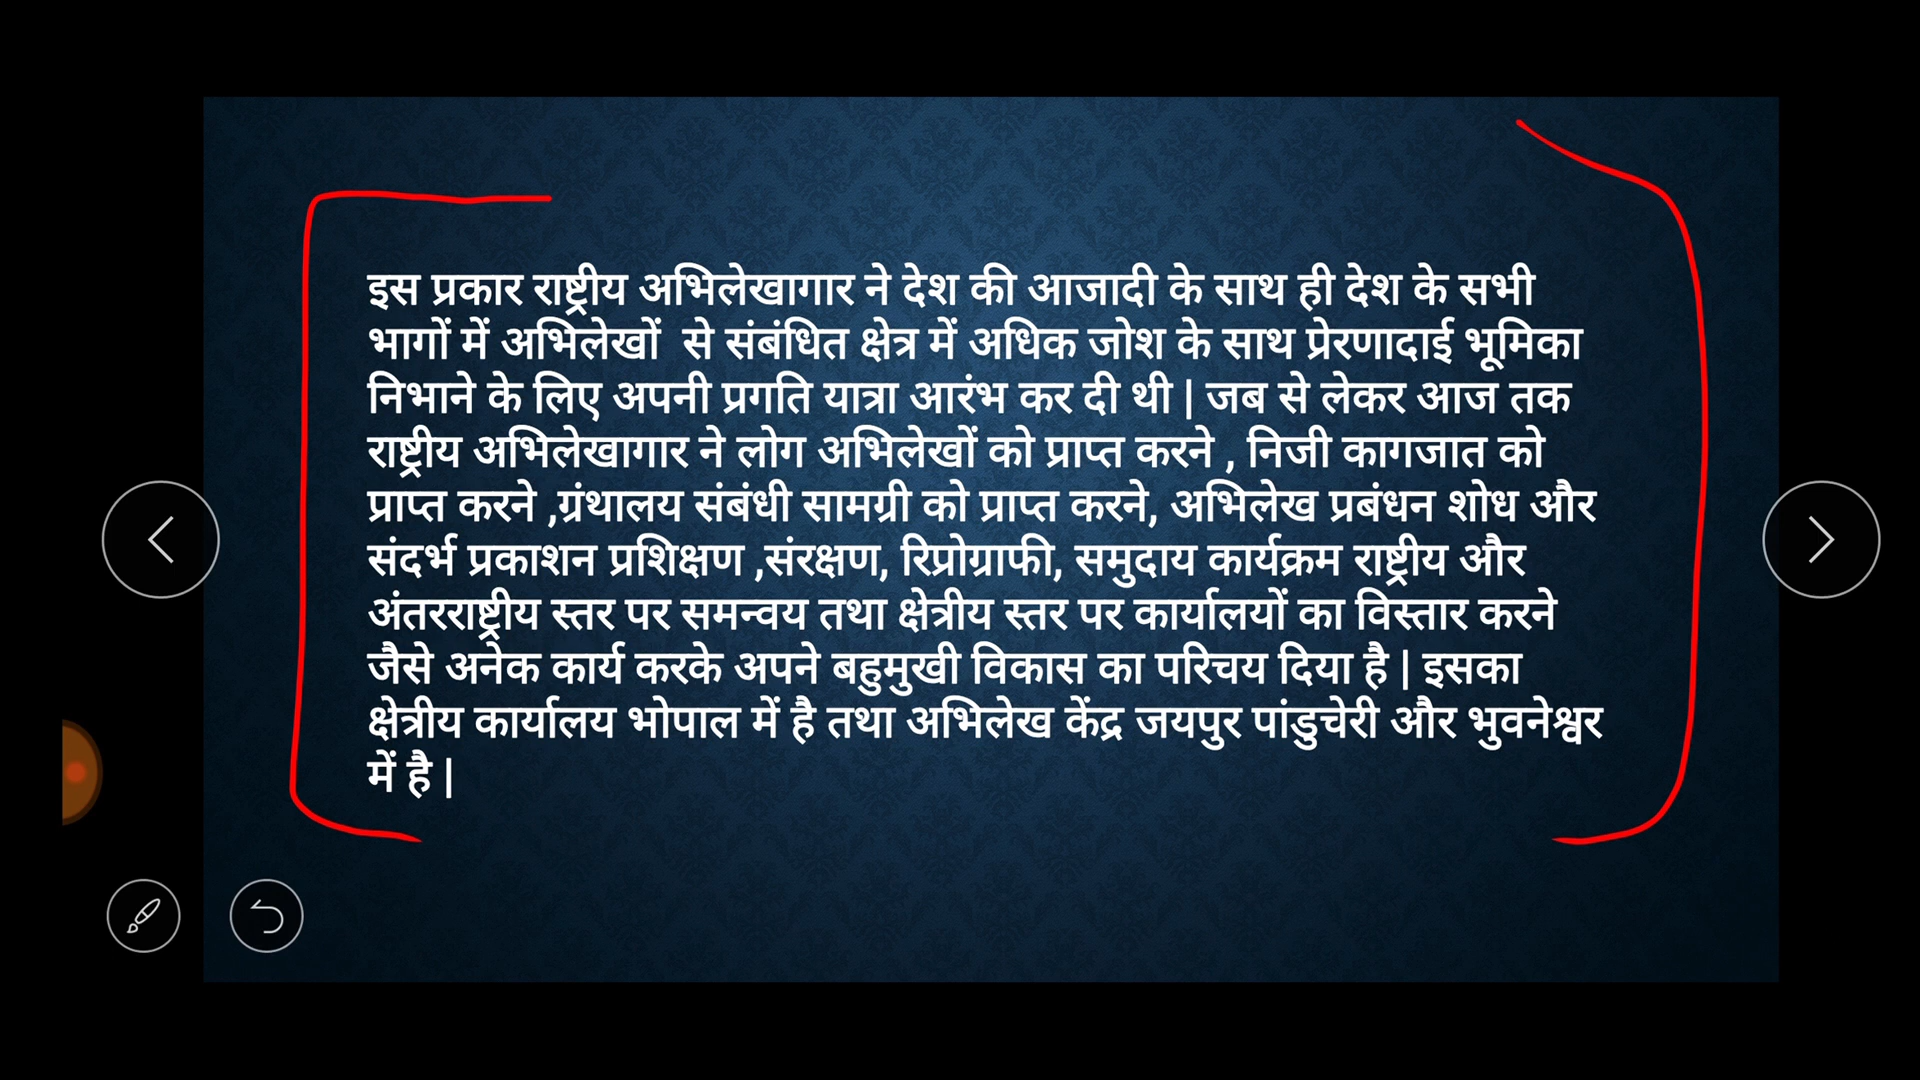 इस प्रकार राष्ट्रीय अभिलेखागार ने देश की आजादी के साथ ही देश के सभी
भागों में अभिलेखों  से संबंधित क्षेत्र में अधिक जोश के साथ प्रेरणादाई भूमिका
निभाने के लिए अपनी प्रगति यात्रा आरंभ कर दी थी | जब से लेकर आज तक
राष्ट्रीय अभिलेखागार ने लोग अभिलेखों को प्राप्त करने , निजी कागजात को
प्राप्त करने ,ग्रंथालय संबंधी सामग्री को प्राप्त करने, अभिलेख प्रबंधन शोध और
संदर्भ प्रकाशन प्रशिक्षण ,संरक्षण, रिप्रोग्राफी, समुदाय कार्यक्रम राष्ट्रीय और
अंतरराष्ट्रीय स्तर पर समन्वय तथा क्षेत्रीय स्तर पर कार्यालयों का विस्तार करने
जैसे अनेक कार्य करके अपने बहुमुखी विकास का परिचय दिया है | इसका
क्षेत्रीय कार्यालय भोपाल में है तथा अभिलेख केंद्र जयपुर पांडुचेरी और भुवनेश्वर
में है |